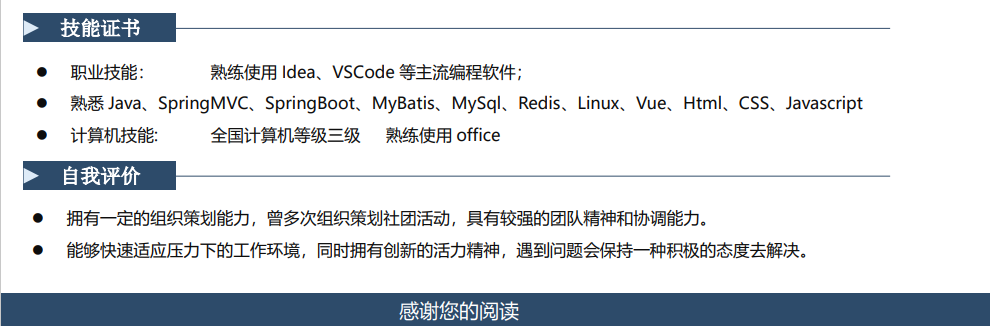 技能证书
职业技能： 熟练使用 Idea、VSCode 等主流编程软件；
熟悉 Java、SpringMVC、SpringBoot、MyBatis、MySql、Redis、Linux、Vue、Html、CSS、Javascript
计算机技能: 全国计算机等级三级 熟练使用 office
自我评价
拥有一定的组织策划能力，曾多次组织策划社团活动，具有较强的团队精神和协调能力。
能够快速适应压力下的工作环境，同时拥有创新的活力精神，遇到问题会保持一种积极的态度去解决。
感谢您的阅读